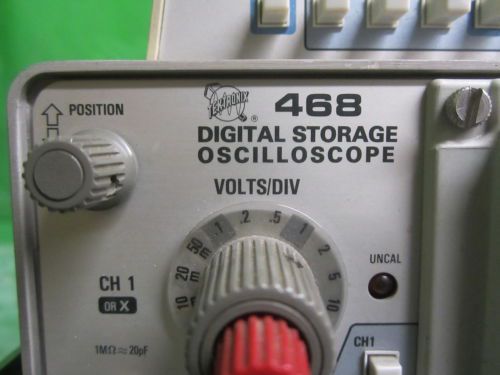 TEKTRONIX ® 468
DIGITAL STORAGE
OSCILLOSCOPE
POSITION
VOLTS/DIV
50 m .1 .2 .5 1 2 5 10
20 m
10 m
UNCAL
CH 1
OR X
1MΩ≈20pF
CH1